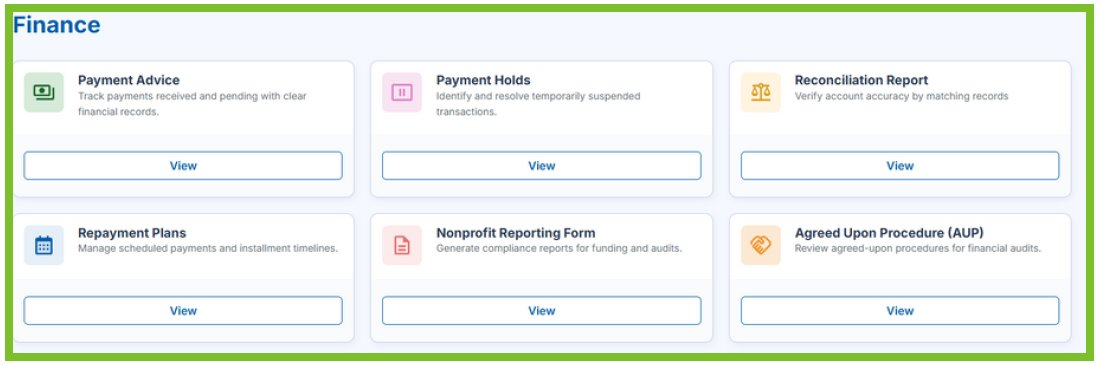 Finance
Payment Advice
Track payments received and pending with clear
financial records.
View
Payment Holds
Identify and resolve temporarily suspended
transactions.
View
Reconciliation Report
Verify account accuracy by matching records
View
Repayment Plans
Manage scheduled payments and installment timelines.
View
Nonprofit Reporting Form
Generate compliance reports for funding and audits.
View
Agreed Upon Procedure (AUP)
Review agreed-upon procedures for financial audits.
View